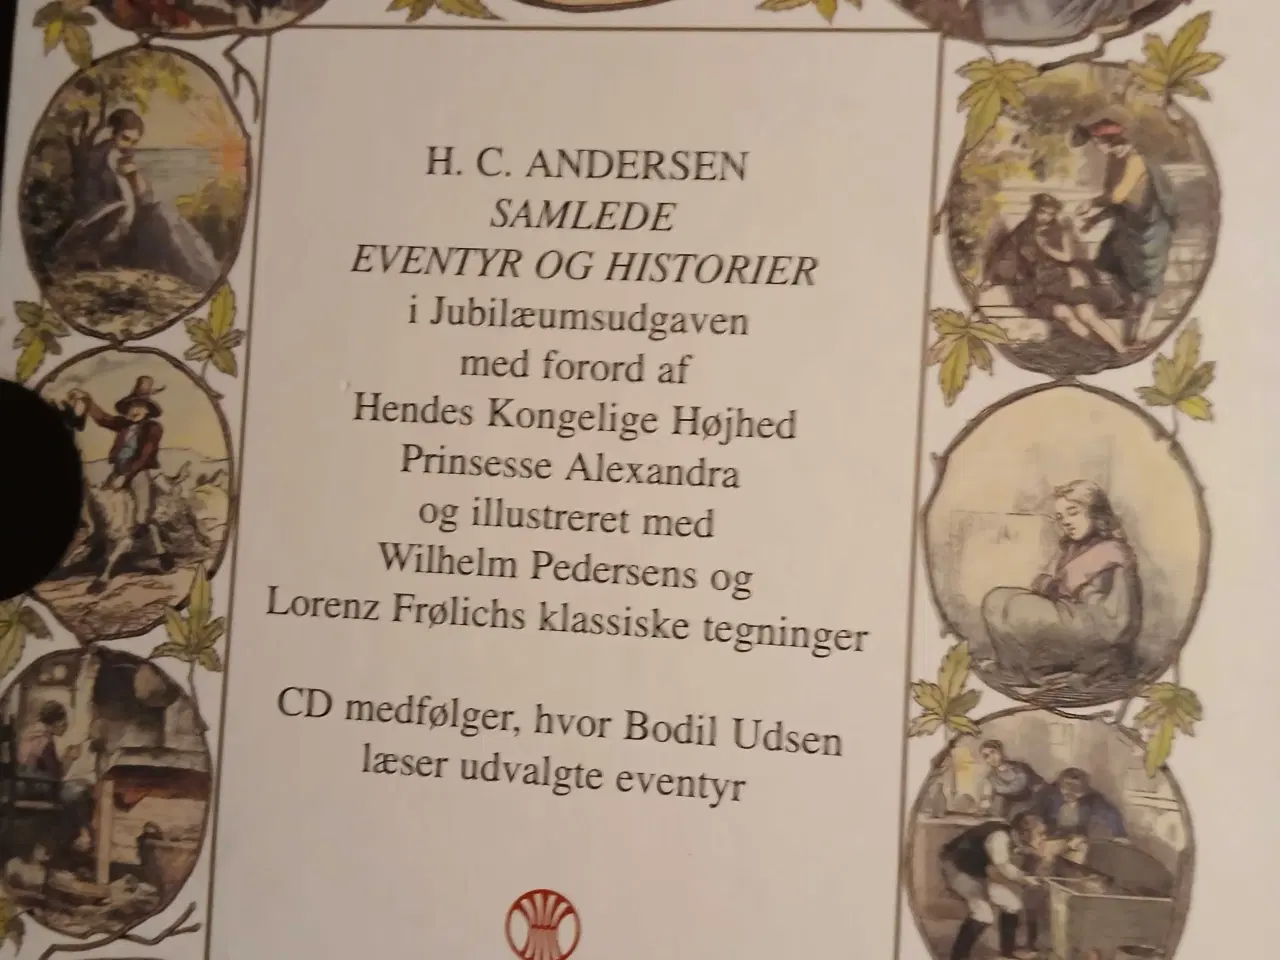 H. C. ANDERSEN
SAMLEDE
EVENTYR OG HISTORIER
i Jubilæumsudgaven
med forord af
Hendes Kongelige Højhed
Prinsesse Alexandra
og illustreret med
Wilhelm Pedersens og
Lorenz Frølichs klassiske tegninger
CD medfølger, hvor Bodil Udsen
læser udvalgte eventyr